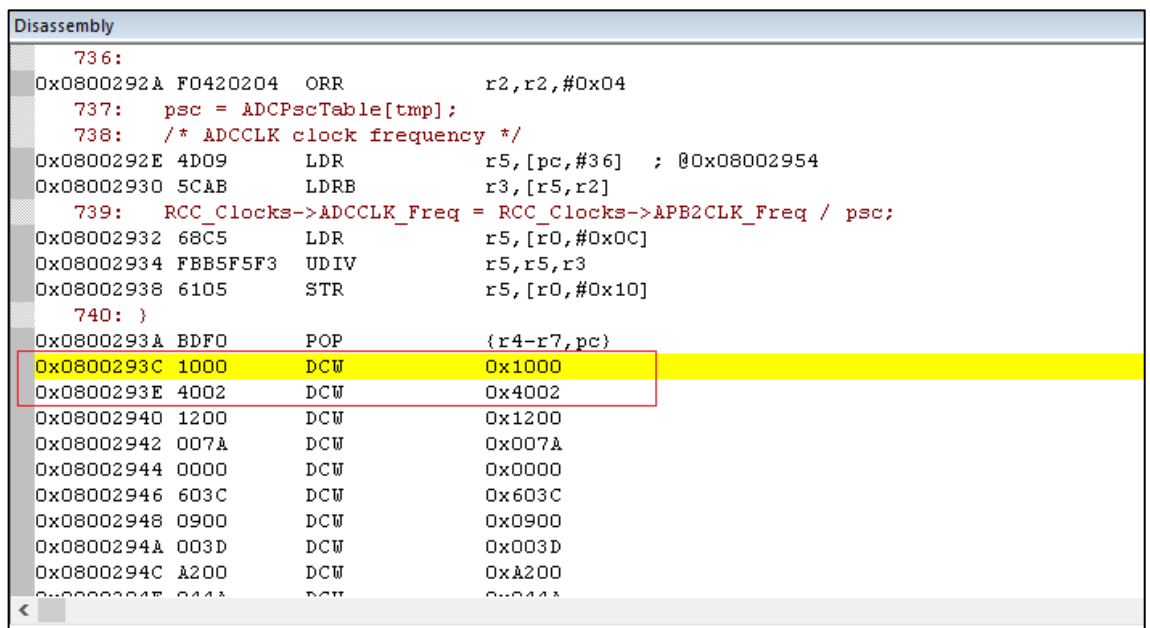 Disassembly
736:
0x0800292A F0420204 ORR r2,r2,#0x04
737: psc = ADCPscTable[tmp];
738: /* ADCCLK clock frequency */
0x0800292E 4D09 LDR r5,[pc,#36] ; @0x08002954
0x08002930 5CAB LDRB r3,[r5,r2]
739: RCC_Clocks->ADCCLK_Freq = RCC_Clocks->APB2CLK_Freq / psc;
0x08002932 68C5 LDR r5,[r0,#0x0C]
0x08002934 FBB5F5F3 UDIV r5,r5,r3
0x08002938 6105 STR r5,[r0,#0x10]
740: }
0x0800293A BDF0 POP {r4-r7,pc}
0x0800293C 1000 DCW 0x1000
0x0800293E 4002 DCW 0x4002
0x08002940 1200 DCW 0x1200
0x08002942 007A DCW 0x007A
0x08002944 0000 DCW 0x0000
0x08002946 603C DCW 0x603C
0x08002948 0900 DCW 0x0900
0x0800294A 003D DCW 0x003D
0x0800294C A200 DCW 0xA200